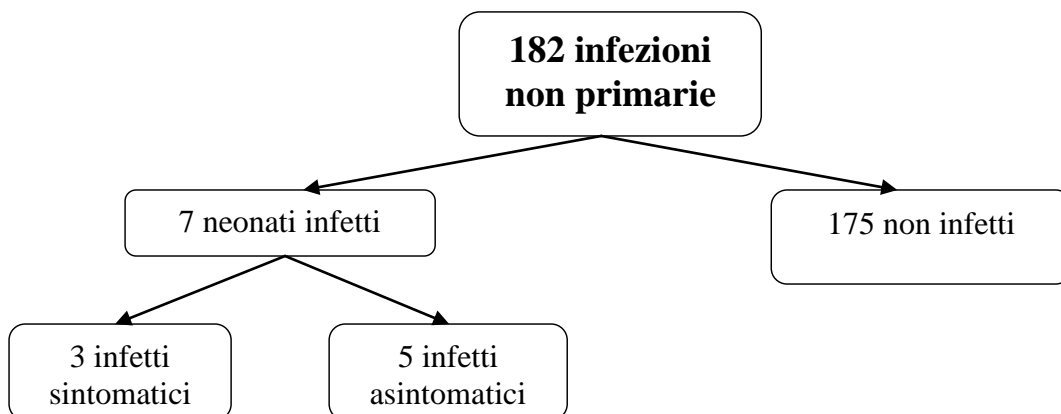 182 infezioni
non primarie
7 neonati infetti
175 non infetti
3 infetti
sintomatici
5 infetti
asintomatici